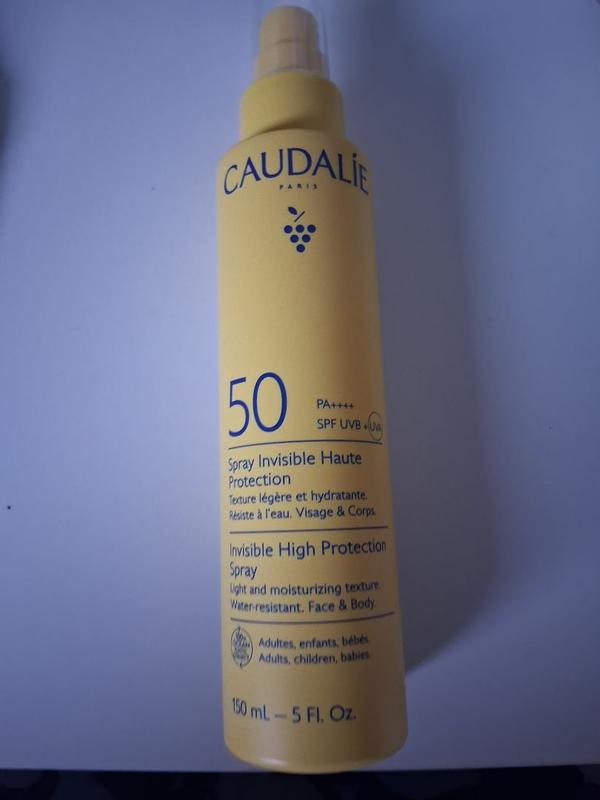 CAUDALIE
PARIS
50
PA++++
SPF UVB + UVA
Spray Invisible Haute
Protection
Texture légère et hydratante.
Résiste à l'eau. Visage & Corps.
Invisible High Protection
Spray
Light and moisturizing texture.
Water-resistant. Face & Body.
Adultes, enfants, bébés.
Adults, children, babies.
150 mL – 5 Fl. Oz.